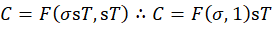 C = F(σsT, sT) ∴ C = F(σ, 1)sT